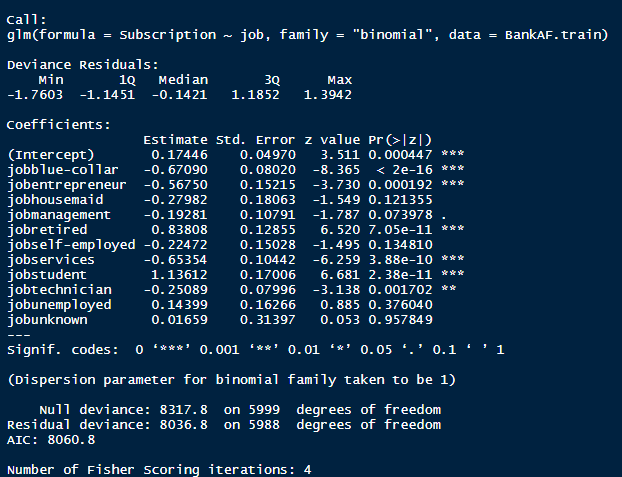 Call:
glm(formula = Subscription ~ job, family = "binomial", data = BankAF.train)
Deviance Residuals:
    Min       1Q   Median       3Q      Max
-1.7603  -1.1451  -0.1421   1.1852   1.3942
Coefficients:
                 Estimate Std. Error z value Pr(>|z|)
(Intercept)       0.17446    0.04970   3.511 0.000447 ***
jobblue-collar   -0.67090    0.08020  -8.365  < 2e-16 ***
jobentrepreneur  -0.56750    0.15215  -3.730 0.000192 ***
jobhousemaid     -0.27982    0.18063  -1.549 0.121355
jobmanagement    -0.19281    0.10791  -1.787 0.073978 .
jobretired        0.83808    0.12855   6.520 7.05e-11 ***
jobself-employed -0.22472    0.15028  -1.495 0.134810
jobservices      -0.65354    0.10442  -6.259 3.88e-10 ***
jobstudent        1.13612    0.17006   6.681 2.38e-11 ***
jobtechnician    -0.25089    0.07996  -3.138 0.001702 **
jobunemployed     0.14399    0.16266   0.885 0.376040
jobunknown        0.01659    0.31397   0.053 0.957849
---
Signif. codes:  0 ‘***’ 0.001 ‘**’ 0.01 ‘*’ 0.05 ‘.’ 0.1 ‘ ’ 1
(Dispersion parameter for binomial family taken to be 1)
    Null deviance: 8317.8  on 5999  degrees of freedom
Residual deviance: 8036.8  on 5988  degrees of freedom
AIC: 8060.8
Number of Fisher Scoring iterations: 4